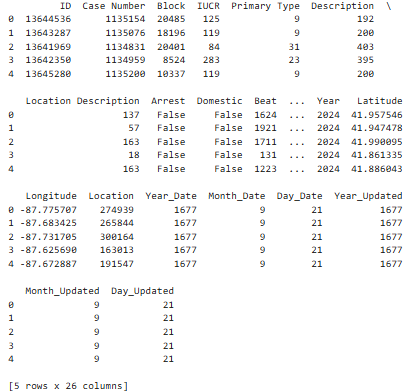 ID Case Number Block IUCR Primary Type Description \
0 13644536 1135154 20485 125 9 192
1 13643287 1135076 18196 119 9 200
2 13641969 1134831 20401 84 31 403
3 13642350 1134959 8524 283 23 395
4 13645280 1135200 10337 119 9 200
Location Description Arrest Domestic Beat ... Year Latitude
0 137 False False 1624 ... 2024 41.957546
1 57 False False 1921 ... 2024 41.947478
2 163 False False 1711 ... 2024 41.990095
3 18 False False 131 ... 2024 41.861335
4 163 False False 1223 ... 2024 41.886043
Longitude Location Year_Date Month_Date Day_Date Year_Updated
0 -87.775707 274939 1677 9 21 1677
1 -87.683425 265844 1677 9 21 1677
2 -87.731705 300164 1677 9 21 1677
3 -87.625690 163013 1677 9 21 1677
4 -87.672887 191547 1677 9 21 1677
Month_Updated Day_Updated
0 9 21
1 9 21
2 9 21
3 9 21
4 9 21
[5 rows x 26 columns]